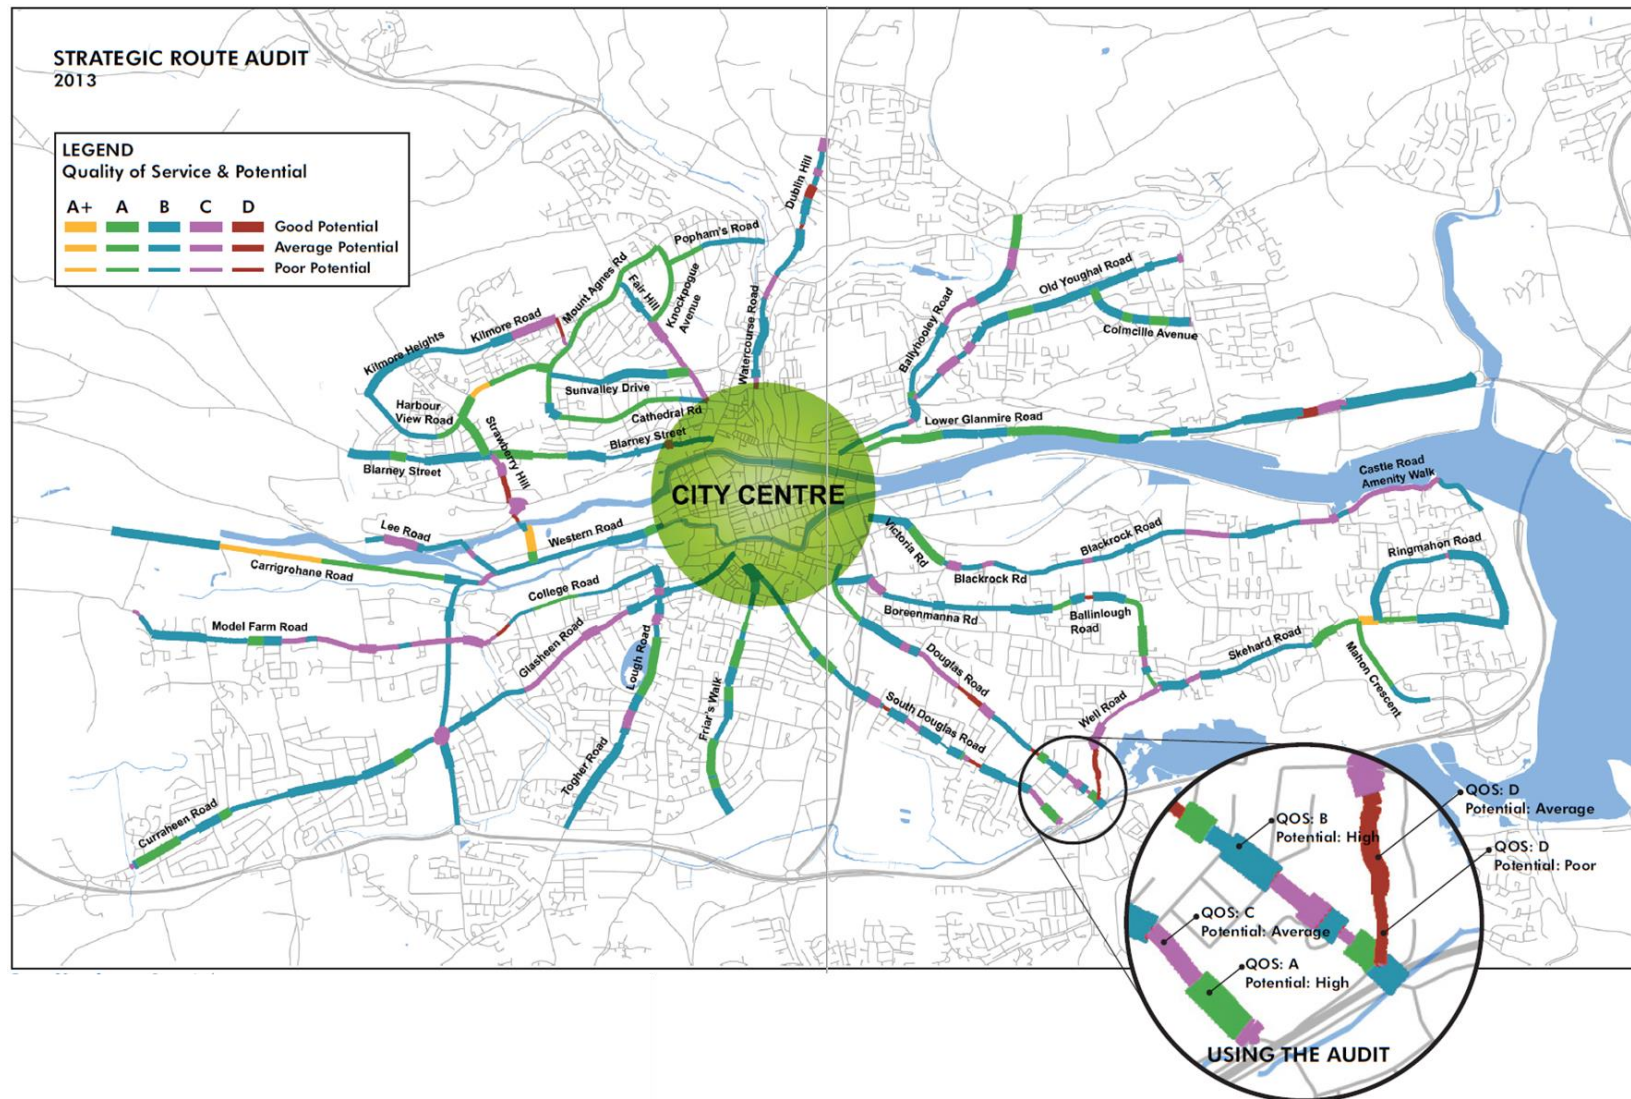 STRATEGIC ROUTE AUDIT
2013
LEGEND
Quality of Service & Potential
A+ A B C D
Good Potential
Average Potential
Poor Potential
Dublin Hill
Popham's Road
Mount Agnes Rd
Fair Hill
Knockpogue
Avenue
Kilmore Road
Kilmore Heights
Watercourse Road
Sunvalley Drive
Harbour
View Road
Cathedral Rd
Strawberry Hill
Blarney Street
Blarney Street
Ballyhooley Road
Old Youghal Road
Colmcille Avenue
Lower Glanmire Road
CITY CENTRE
Castle Road
Amenity Walk
Lee Road
Western Road
Carrigrohane Road
College Road
Victoria Rd
Blackrock Rd
Blackrock Road
Ringmahon Road
Model Farm Road
Glasheen Road
Lough Road
Boreenmanna Rd
Ballinlough
Road
Skehard Road
Mahon Crescent
Douglas Road
South Douglas Road
Well Road
Friar's Walk
Togher Road
Curraheen Road
QOS: D
Potential: Average
QOS: B
Potential: High
QOS: D
Potential: Poor
QOS: C
Potential: Average
QOS: A
Potential: High
USING THE AUDIT